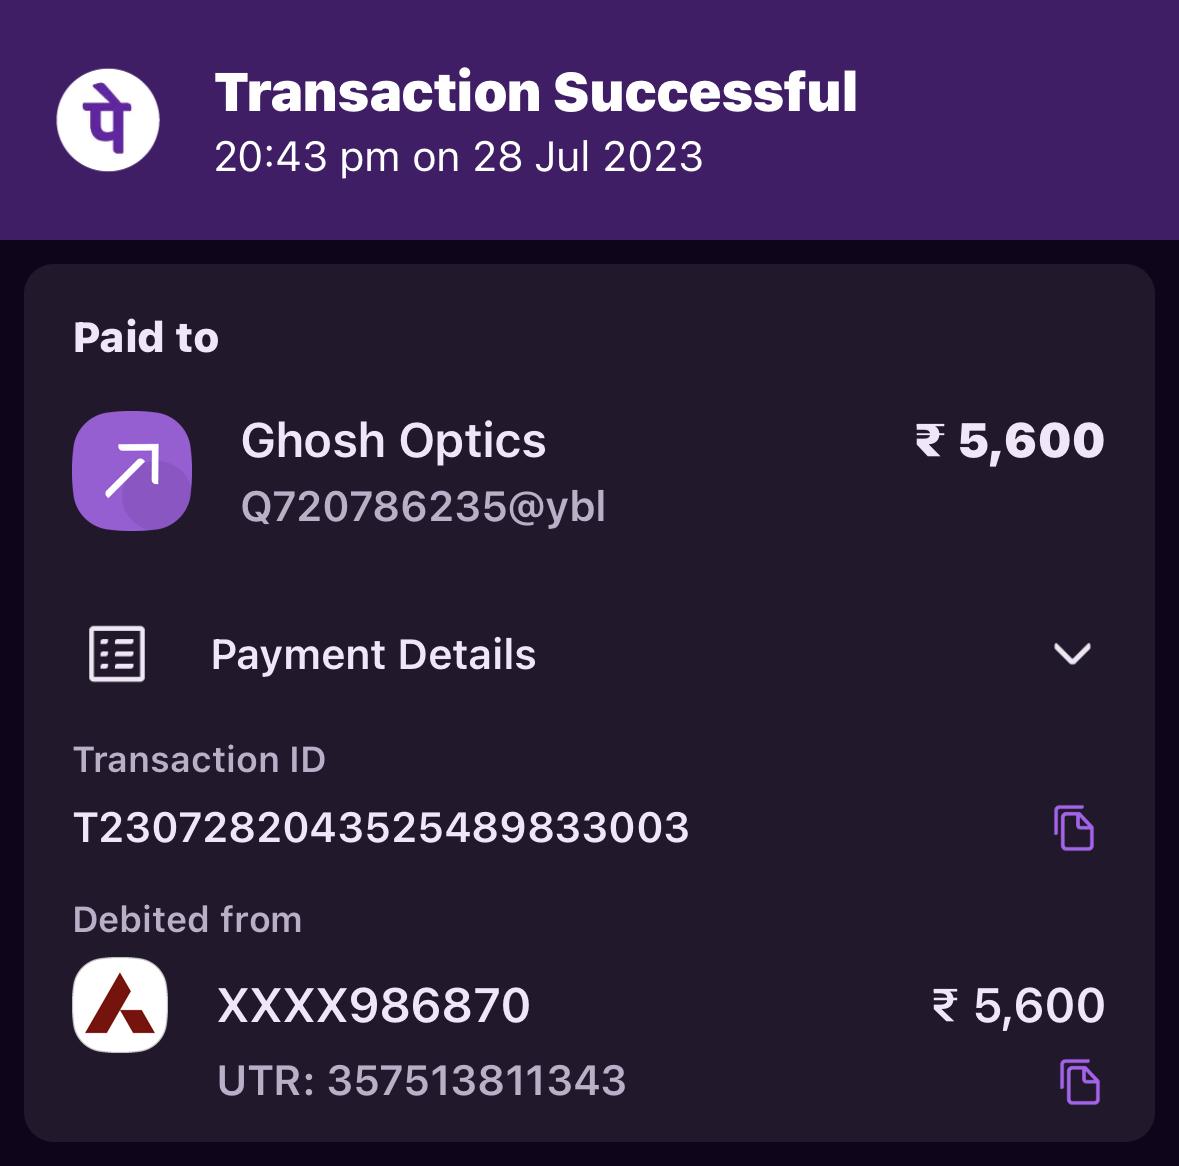 पे
Transaction Successful
20:43 pm on 28 Jul 2023
Paid to
Ghosh Optics ₹ 5,600
Q720786235@ybl
Payment Details
Transaction ID
T2307282043525489833003
Debited from
XXXX986870 ₹ 5,600
UTR: 357513811343